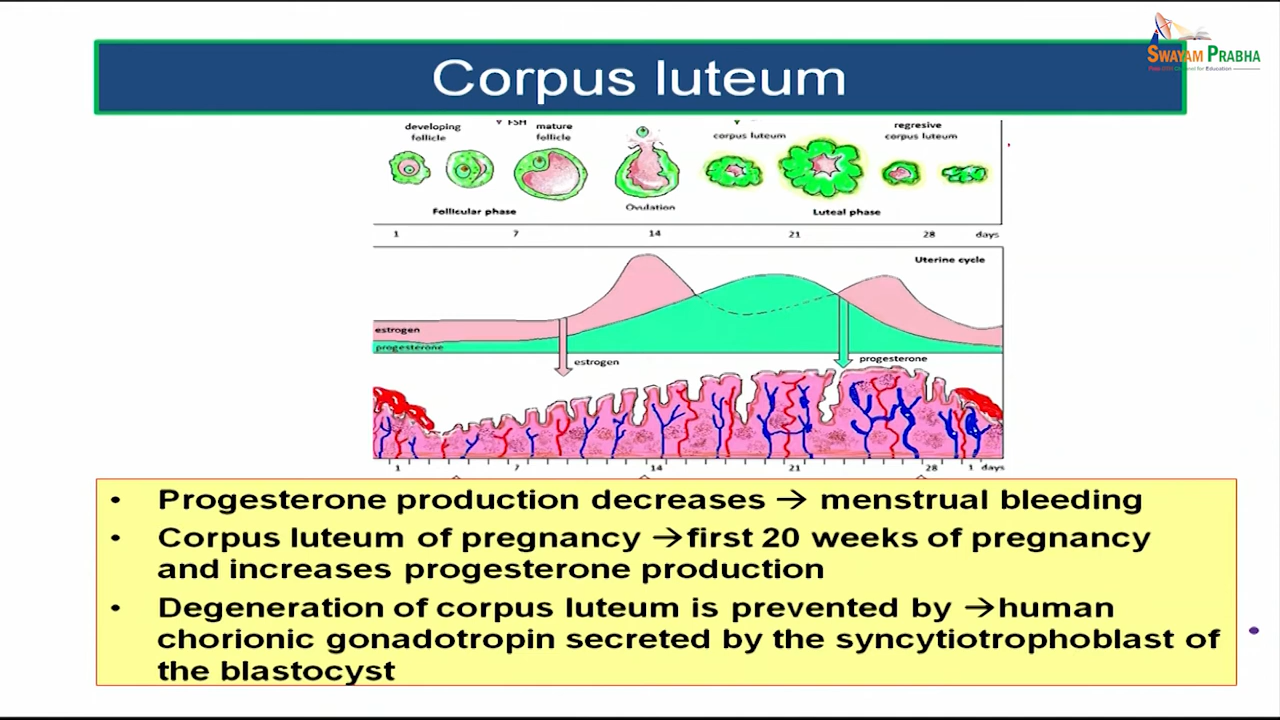 SWAYAM PRABHA
Corpus luteum
developing
follicle
FSH
mature
follicle
corpus luteum
regresive
corpus luteum
Follicular phase
Ovulation
Luteal phase
1 7 14 21 28 days
Uterine cycle
estrogen
progesterone
estrogen
progesterone
1 7 14 21 28 1 days
• Progesterone production decreases → menstrual bleeding
• Corpus luteum of pregnancy →first 20 weeks of pregnancy
and increases progesterone production
• Degeneration of corpus luteum is prevented by →human
chorionic gonadotropin secreted by the syncytiotrophoblast of
the blastocyst